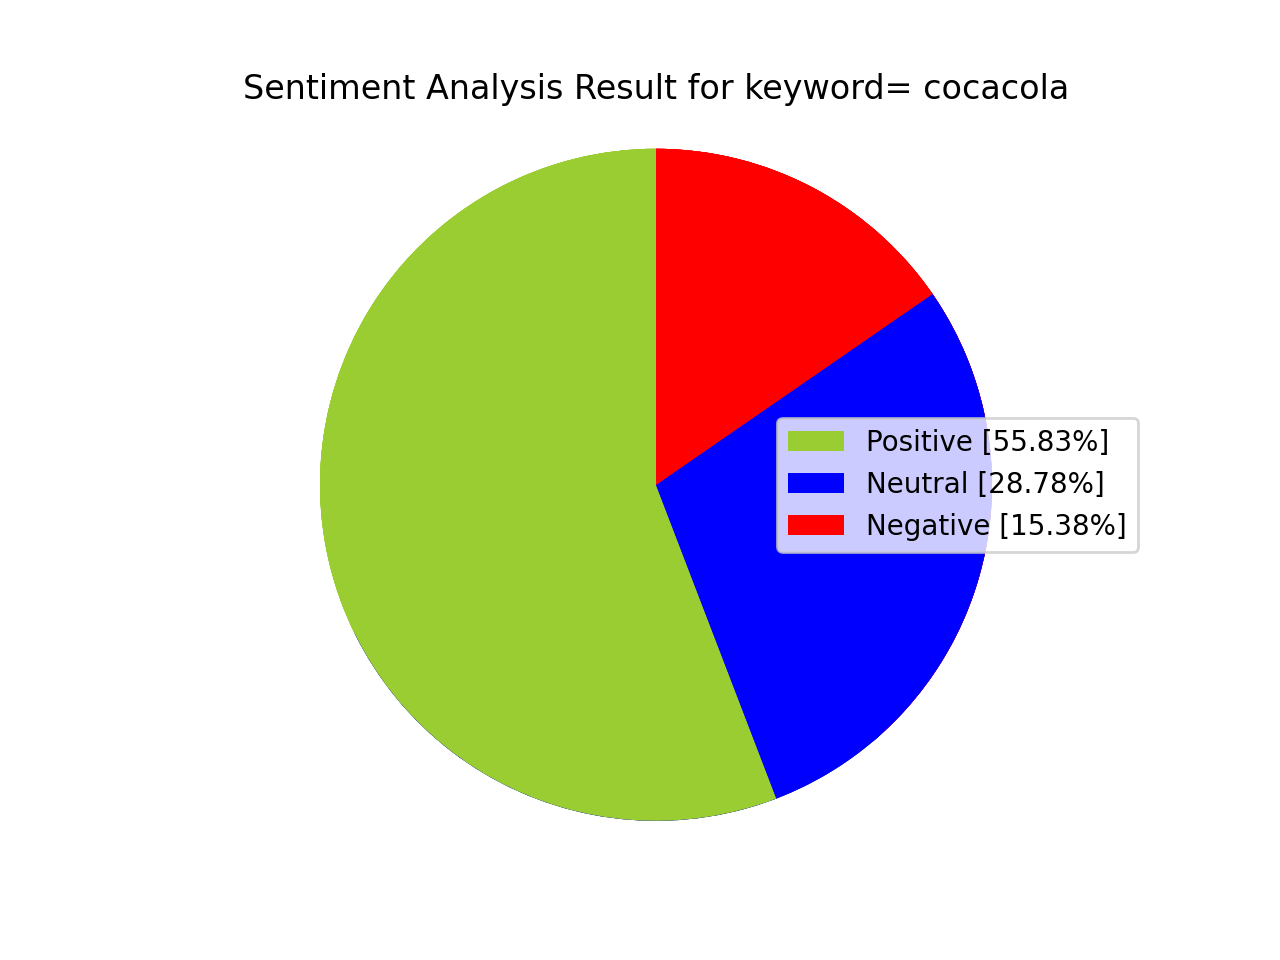 Sentiment Analysis Result for keyword= cocacola
Positive [55.83%]
Neutral [28.78%]
Negative [15.38%]